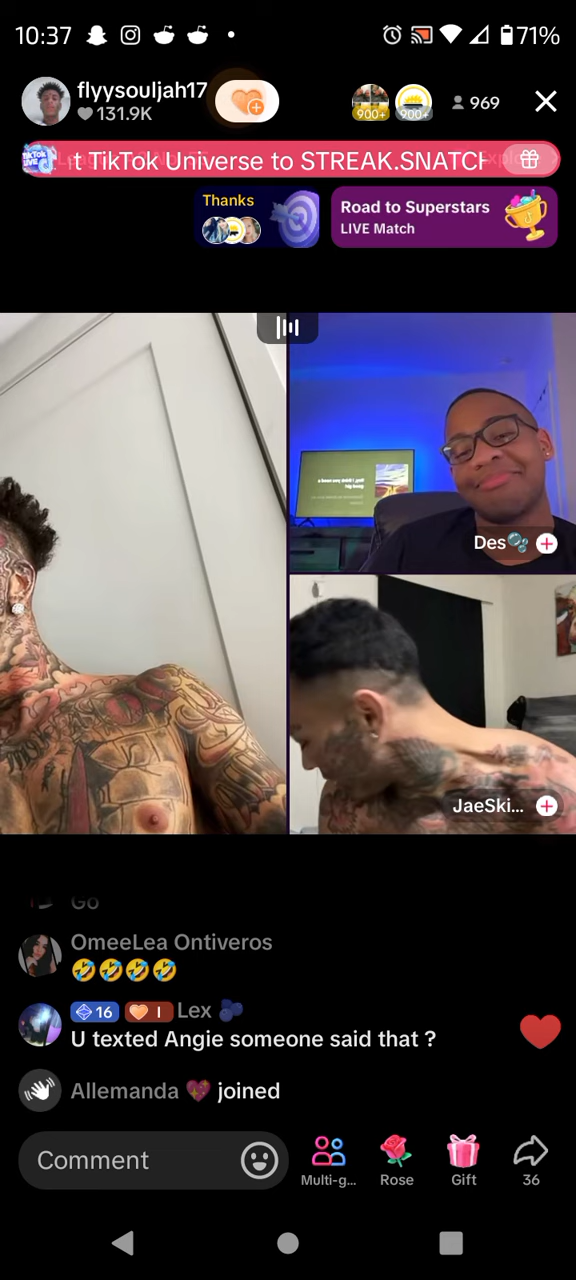 10:37
71%
flyysouljah17
131.9K
900+
900+
969
TikTok Universe to STREAK.SNATCH
Thanks
Road to Superstars
LIVE Match
Des🫧
JaeSki...
Go
OmeeLea Ontiveros
🤣🤣🤣🤣
16
I
Lex 🫐
U texted Angie someone said that ?
Allemanda 💖 joined
Comment
Multi-g...
Rose
Gift
36